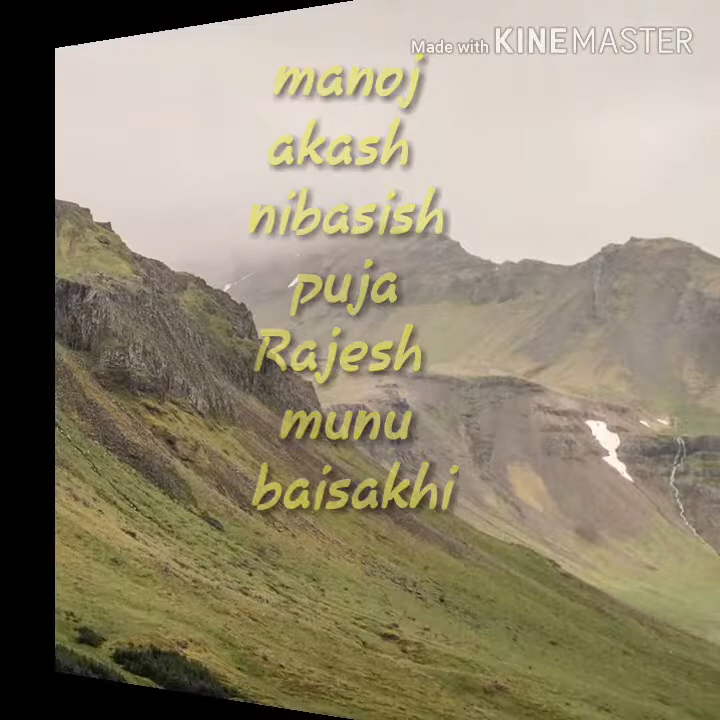 Made with KINEMASTER
manoj
akash
nibasish
puja
Rajesh
munu
baisakhi